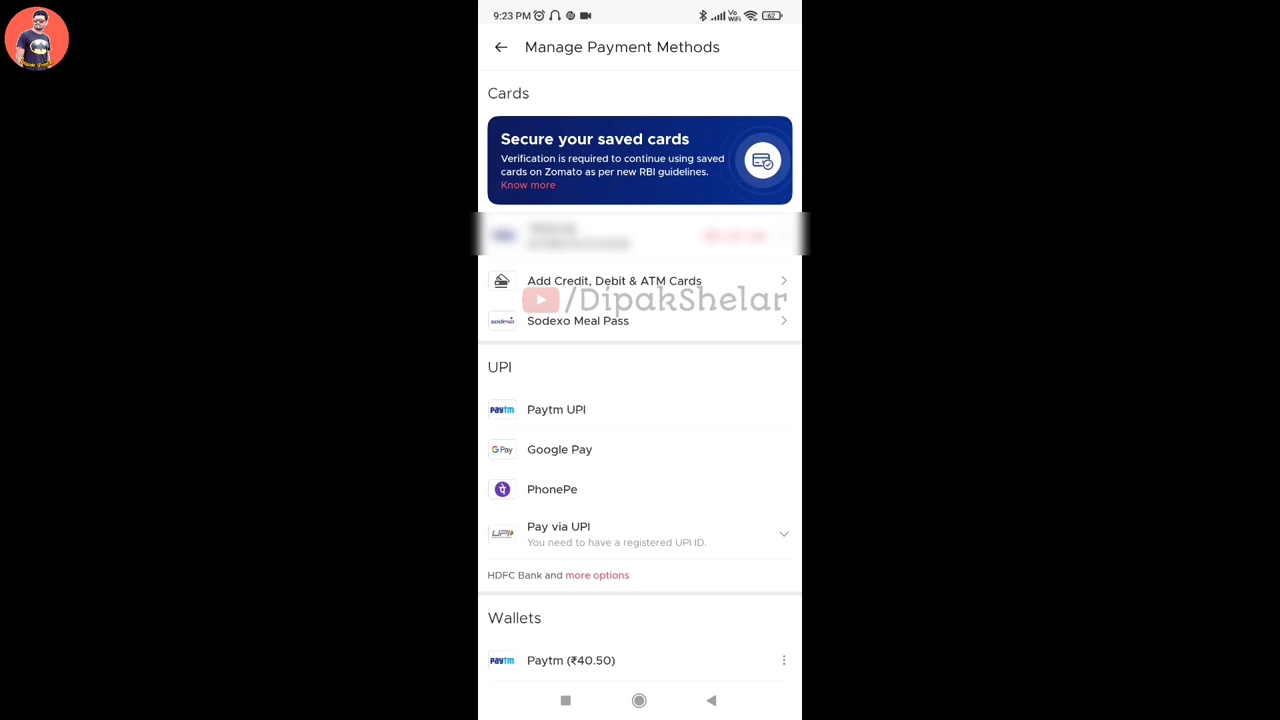 9:23 PM
Vo
WiFi
62
Manage Payment Methods
Cards
Secure your saved cards
Verification is required to continue using saved
cards on Zomato as per new RBI guidelines.
Know more
Add Credit, Debit & ATM Cards
/DipakShelar
sodexo
Sodexo Meal Pass
UPI
paytm
Paytm UPI
G Pay
Google Pay
पे
PhonePe
UPI
Pay via UPI
You need to have a registered UPI ID.
HDFC Bank and more options
Wallets
paytm
Paytm (₹40.50)